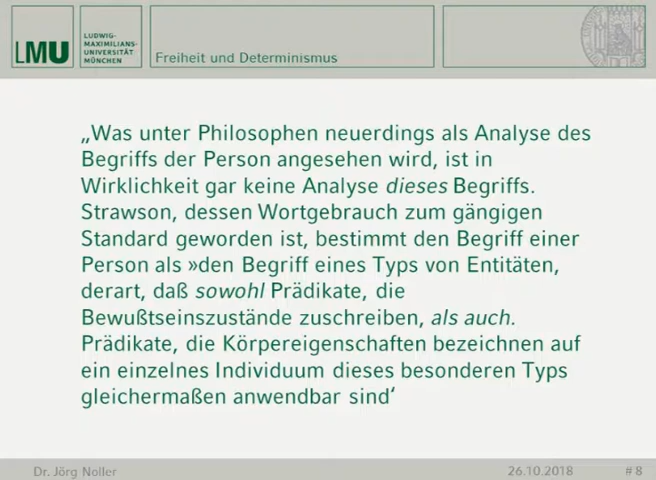 LMU
LUDWIG-
MAXIMILIANS-
UNIVERSITÄT
MÜNCHEN
Freiheit und Determinismus
„Was unter Philosophen neuerdings als Analyse des
Begriffs der Person angesehen wird, ist in
Wirklichkeit gar keine Analyse dieses Begriffs.
Strawson, dessen Wortgebrauch zum gängigen
Standard geworden ist, bestimmt den Begriff einer
Person als »den Begriff eines Typs von Entitäten,
derart, daß sowohl Prädikate, die
Bewußtseinszustände zuschreiben, als auch.
Prädikate, die Körpereigenschaften bezeichnen auf
ein einzelnes Individuum dieses besonderen Typs
gleichermaßen anwendbar sind‘
Dr. Jörg Noller
26.10.2018
# 8